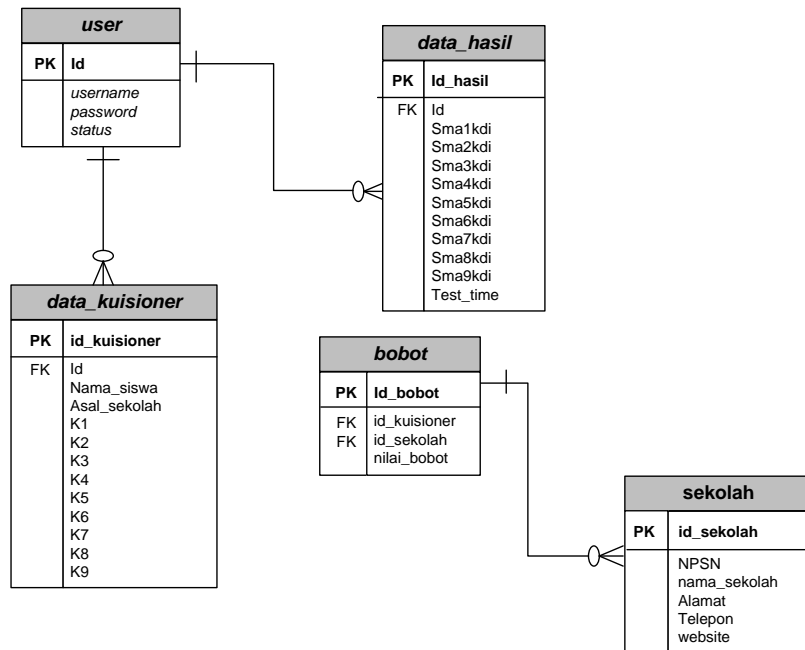 user
PK Id
username
password
status
data_hasil
PK Id_hasil
FK Id
Sma1kdi
Sma2kdi
Sma3kdi
Sma4kdi
Sma5kdi
Sma6kdi
Sma7kdi
Sma8kdi
Sma9kdi
Test_time
data_kuisioner
PK id_kuisioner
FK Id
Nama_siswa
Asal_sekolah
K1
K2
K3
K4
K5
K6
K7
K8
K9
bobot
PK Id_bobot
FK id_kuisioner
FK id_sekolah
nilai_bobot
sekolah
PK id_sekolah
NPSN
nama_sekolah
Alamat
Telepon
website